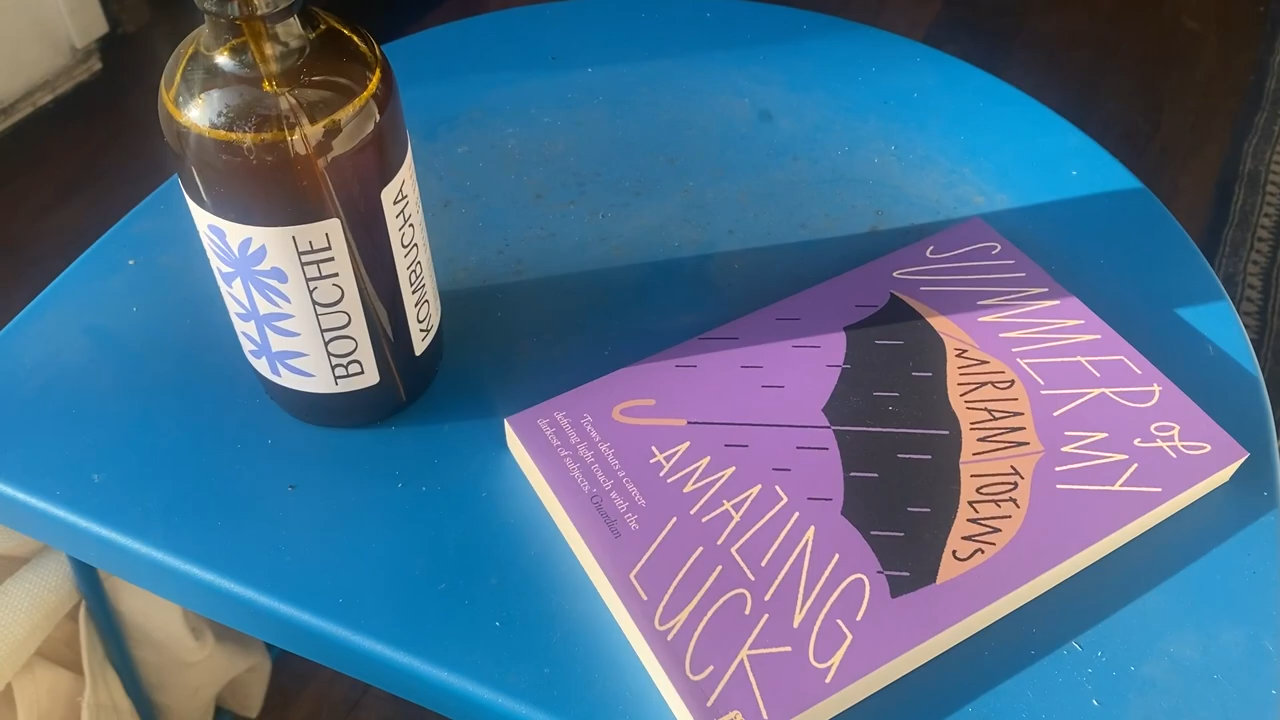 BOUCHE
KOMBUCHA
SUMMER of
MY
MIRIAM TOEWS
AMAZING
LUCK
'Toews debuts a career-
defining light touch with the
darkest of subjects.' Guardian